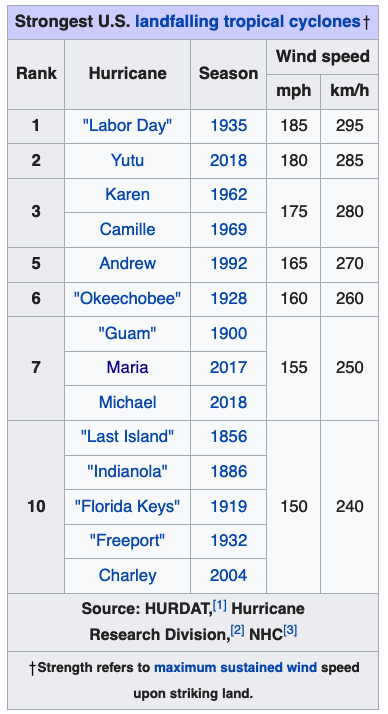 Strongest U.S. landfalling tropical cyclones†
Rank Hurricane Season Wind speed
mph km/h
1 "Labor Day" 1935 185 295
2 Yutu 2018 180 285
3 Karen 1962 175 280
Camille 1969
5 Andrew 1992 165 270
6 "Okeechobee" 1928 160 260
7 "Guam" 1900 155 250
Maria 2017
Michael 2018
10 "Last Island" 1856 150 240
"Indianola" 1886
"Florida Keys" 1919
"Freeport" 1932
Charley 2004
Source: HURDAT,[1] Hurricane
Research Division,[2] NHC[3]
†Strength refers to maximum sustained wind speed
upon striking land.